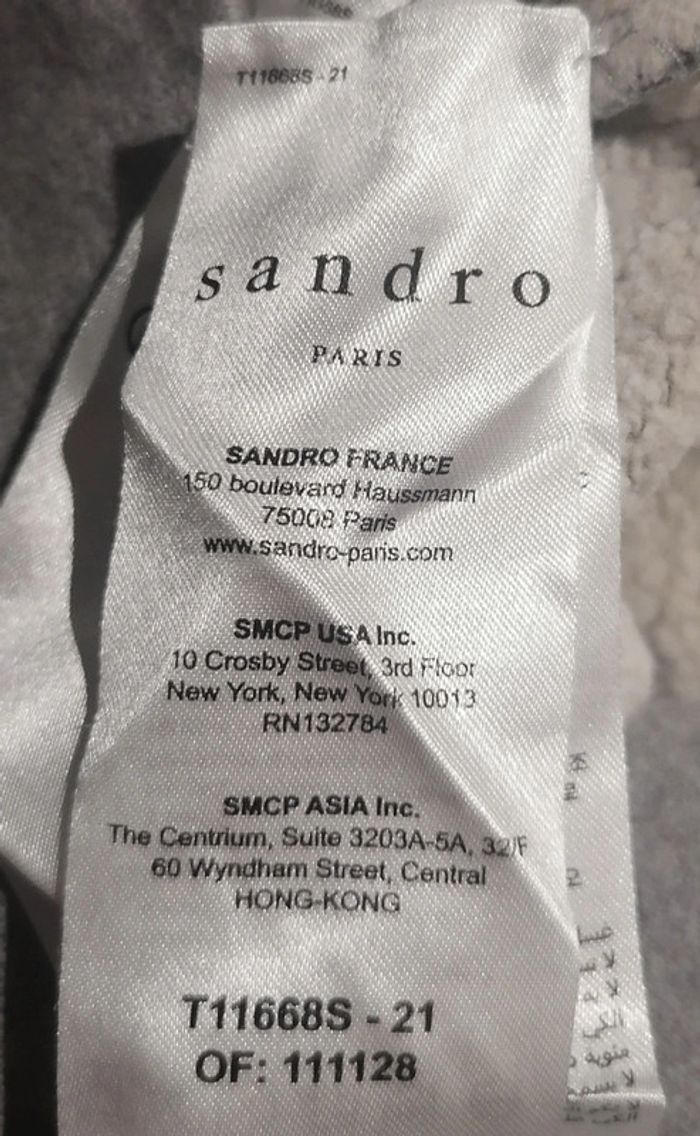 T11668S - 21
sandro
PARIS
SANDRO FRANCE
150 boulevard Haussmann
75008 Paris
www.sandro-paris.com
SMCP USA Inc.
10 Crosby Street, 3rd Floor
New York, New York 10013
RN132784
SMCP ASIA Inc.
The Centrium, Suite 3203A-5A, 32/F
60 Wyndham Street, Central
HONG-KONG
T11668S - 21
OF: 111128